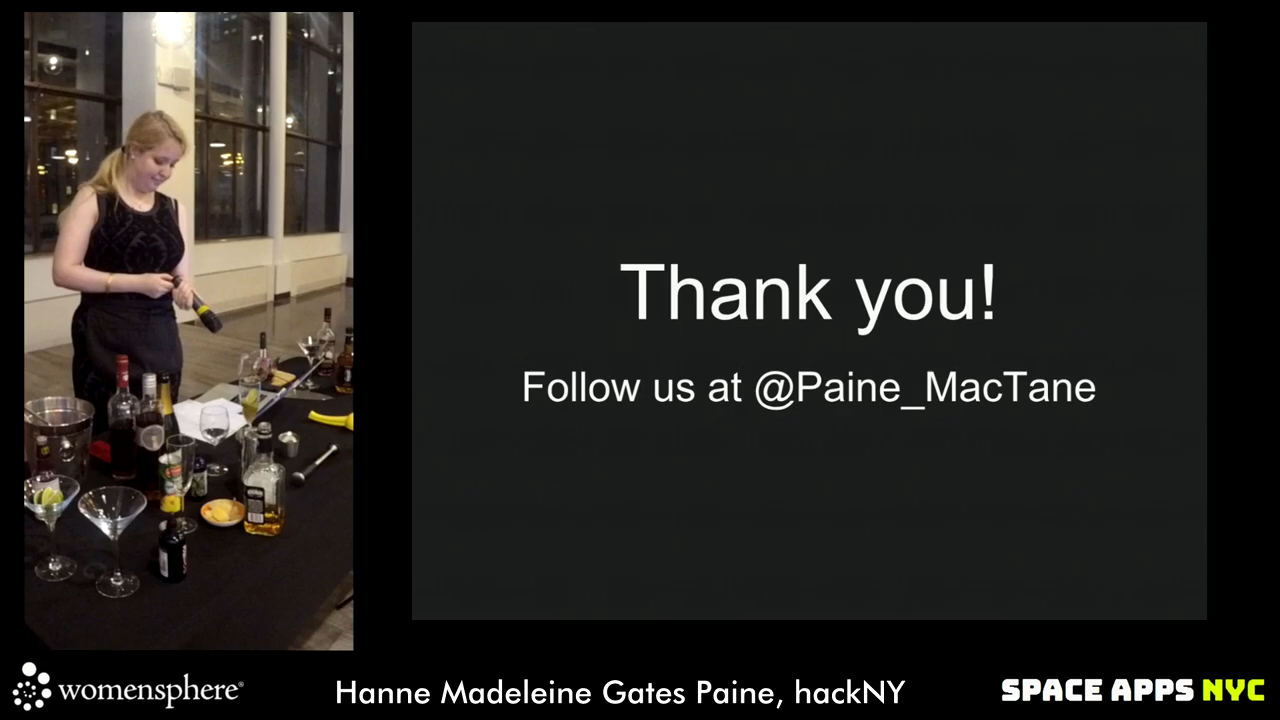 Thank you!
Follow us at @Paine_MacTane
womensphere®
Hanne Madeleine Gates Paine, hackNY
SPACE APPS NYC